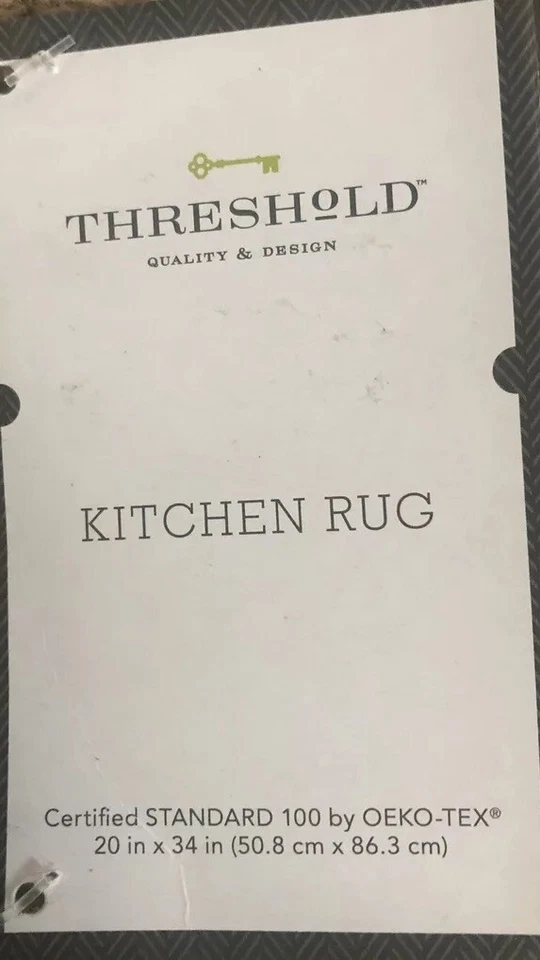 THRESHOLD™
QUALITY & DESIGN
KITCHEN RUG
Certified STANDARD 100 by OEKO-TEX®
20 in x 34 in (50.8 cm x 86.3 cm)